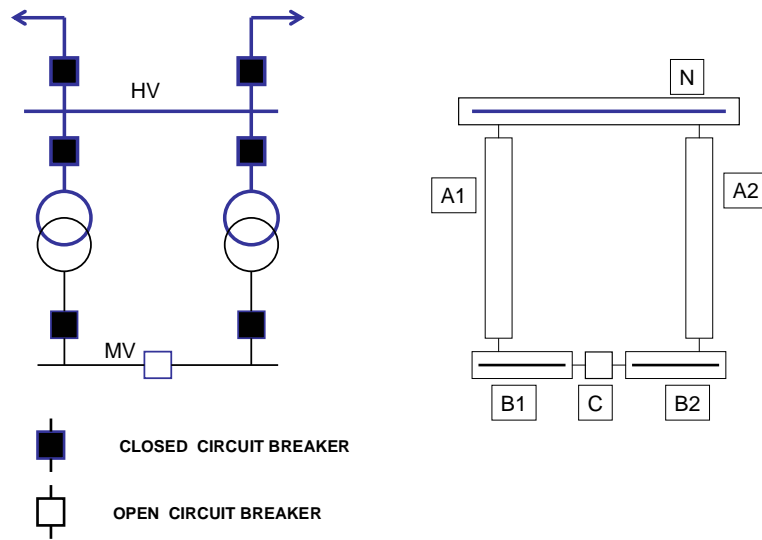 HV
N
A1
A2
MV
B1
C
B2
CLOSED CIRCUIT BREAKER
OPEN CIRCUIT BREAKER